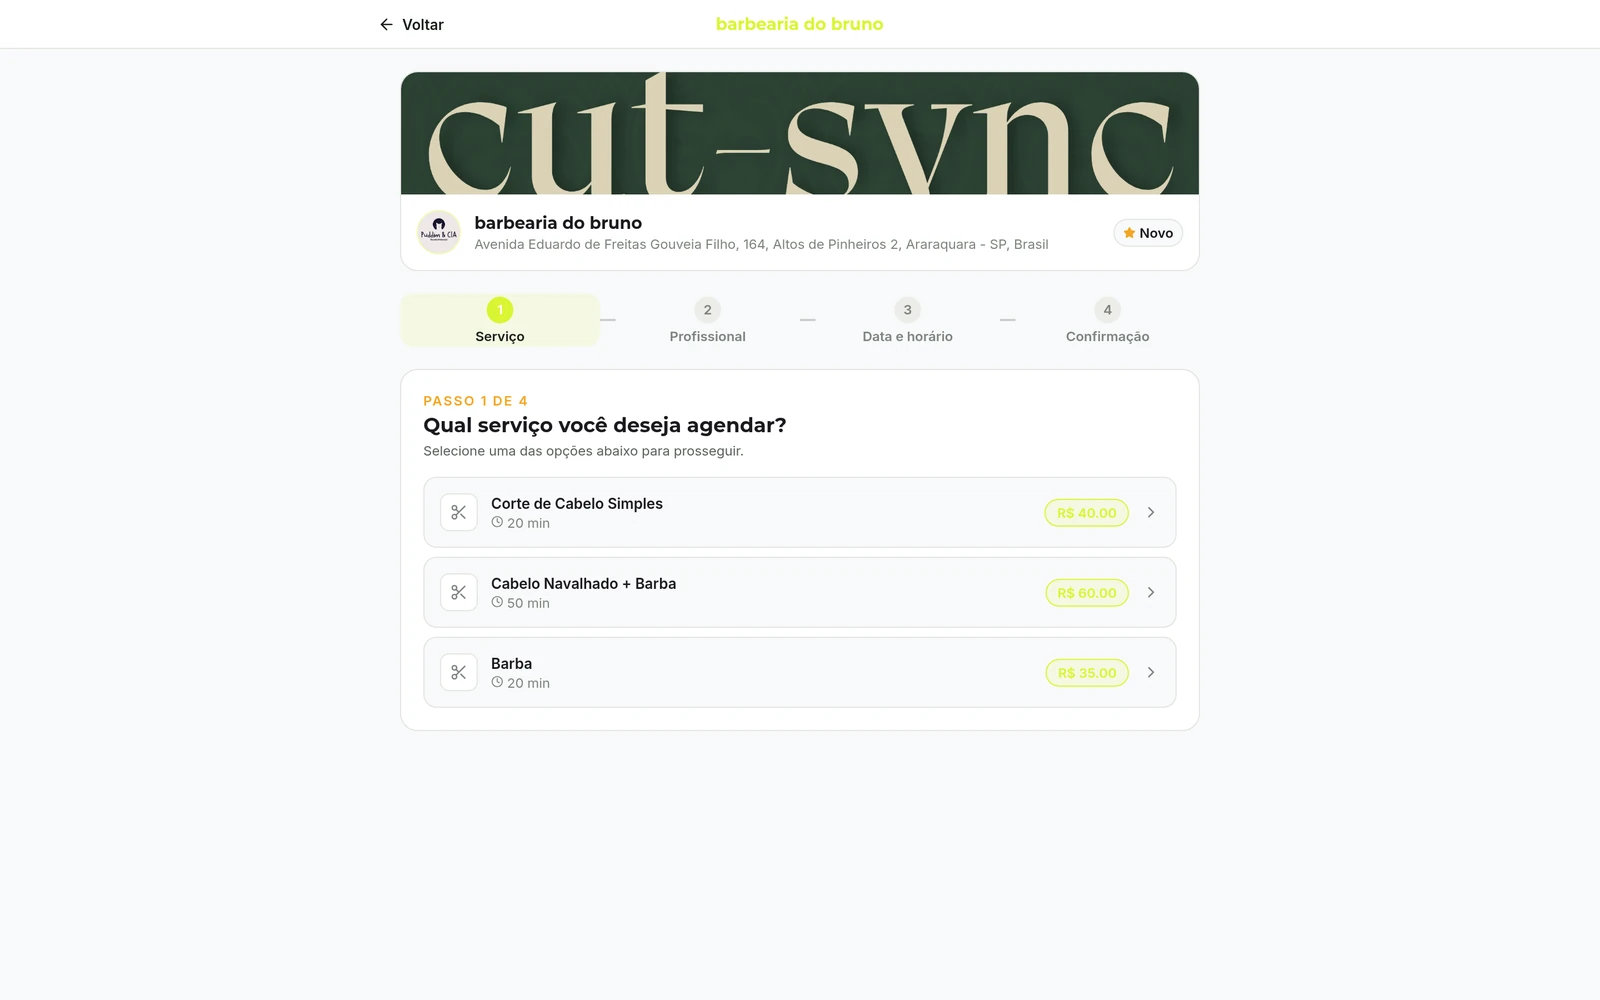 Voltar
barbearia do bruno
cut-sync
Puddim & CIA
barbearia do bruno
Avenida Eduardo de Freitas Gouveia Filho, 164, Altos de Pinheiros 2, Araraquara - SP, Brasil
Novo
1
Serviço
2
Profissional
3
Data e horário
4
Confirmação
PASSO 1 DE 4
Qual serviço você deseja agendar?
Selecione uma das opções abaixo para prosseguir.
Corte de Cabelo Simples
20 min
R$ 40.00
Cabelo Navalhado + Barba
50 min
R$ 60.00
Barba
20 min
R$ 35.00